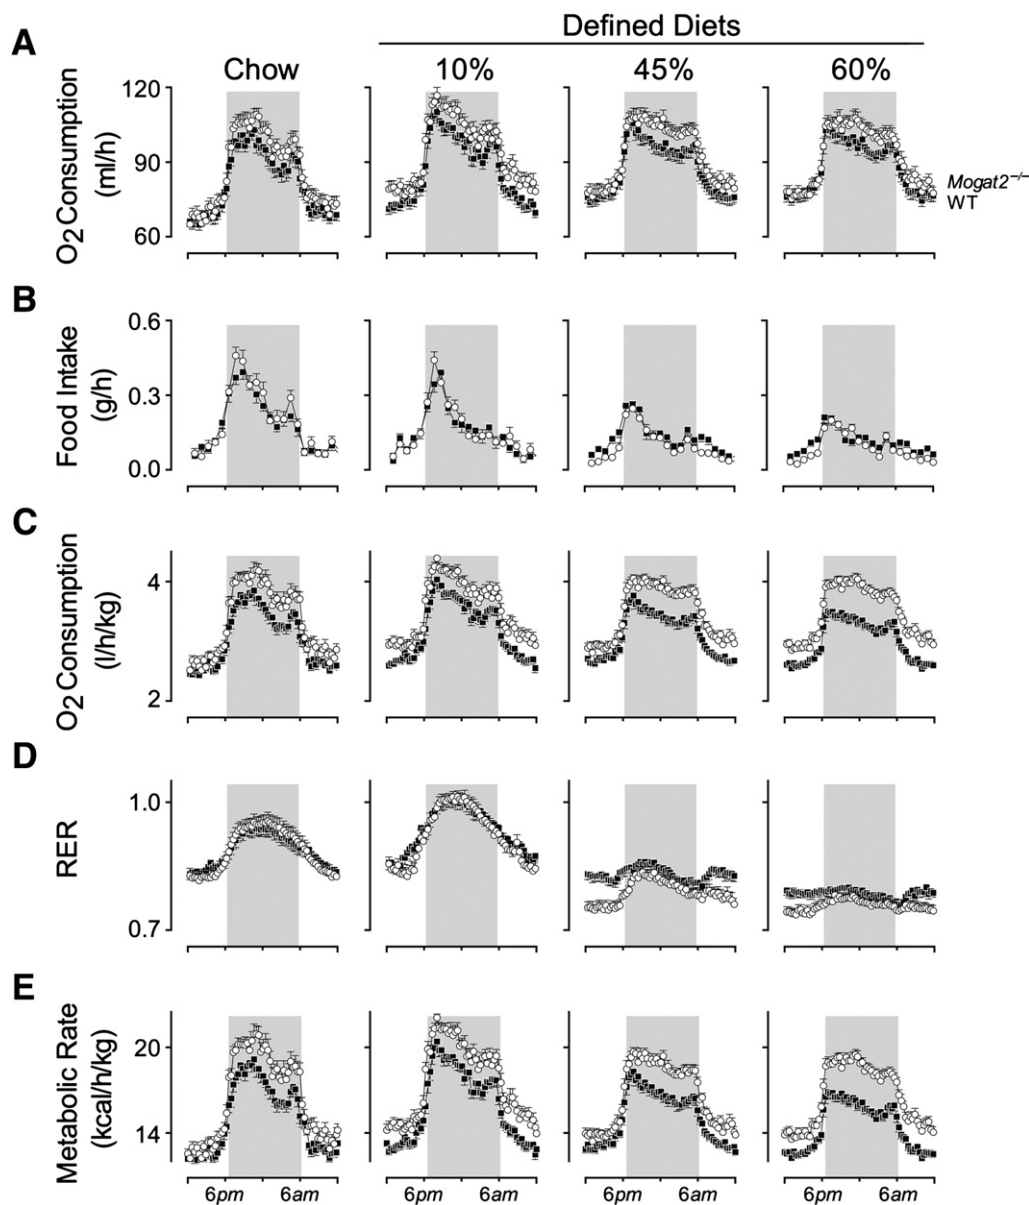 Defined Diets
A
Chow 10% 45% 60%
O2 Consumption
(ml/h)
120
90
60
Mogat2–/–
WT
B
Food Intake
(g/h)
0.6
0.3
0.0
C
O2 Consumption
(l/h/kg)
4
2
D
RER
1.0
0.7
E
Metabolic Rate
(kcal/h/kg)
20
14
6pm 6am 6pm 6am 6pm 6am 6pm 6am